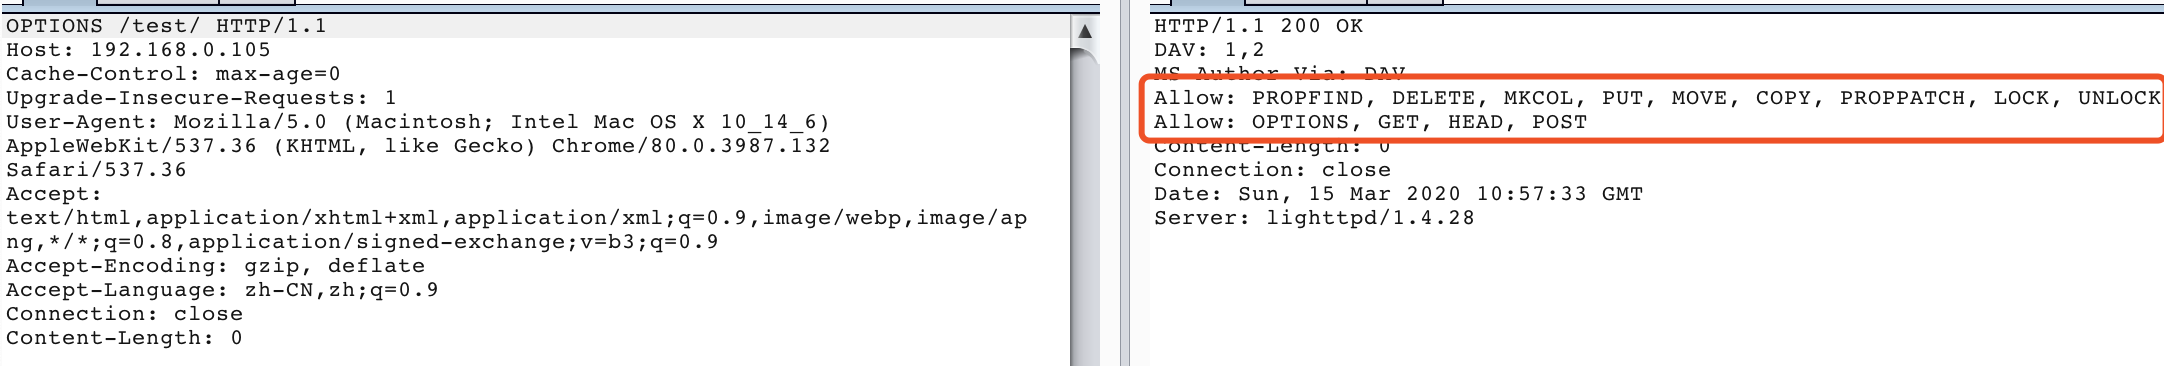 OPTIONS /test/ HTTP/1.1
Host: 192.168.0.105
Cache-Control: max-age=0
Upgrade-Insecure-Requests: 1
User-Agent: Mozilla/5.0 (Macintosh; Intel Mac OS X 10_14_6)
AppleWebKit/537.36 (KHTML, like Gecko) Chrome/80.0.3987.132
Safari/537.36
Accept:
text/html,application/xhtml+xml,application/xml;q=0.9,image/webp,image/ap
ng,*/*;q=0.8,application/signed-exchange;v=b3;q=0.9
Accept-Encoding: gzip, deflate
Accept-Language: zh-CN,zh;q=0.9
Connection: close
Content-Length: 0
HTTP/1.1 200 OK
DAV: 1,2
MS-Author-Via: DAV
Allow: PROPFIND, DELETE, MKCOL, PUT, MOVE, COPY, PROPPATCH, LOCK, UNLOCK
Allow: OPTIONS, GET, HEAD, POST
Content-Length: 0
Connection: close
Date: Sun, 15 Mar 2020 10:57:33 GMT
Server: lighttpd/1.4.28